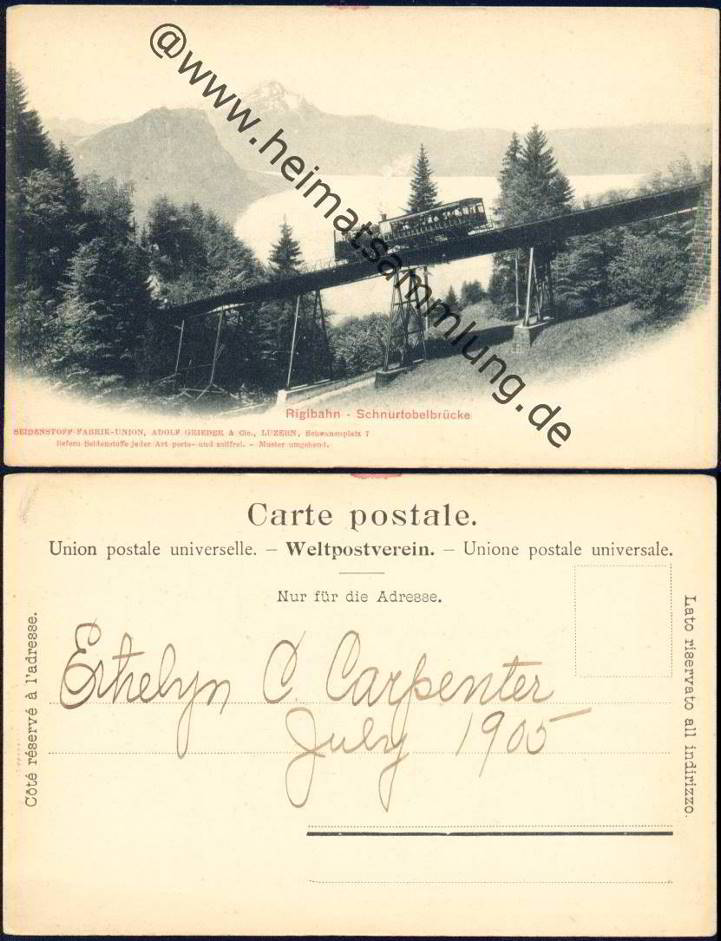 @www.heimatsammlung.de
Rigibahn - Schnurtobelbrücke
SEIDENSTOFF-FABRIK-UNION, ADOLF GRIEDER & Cie., LUZERN, Schwanenplatz 7
liefern Seidenstoffe jeder Art porto- und zollfrei. - Muster umgehend.
Carte postale.
Union postale universelle. – Weltpostverein. – Unione postale universale.
Nur für die Adresse.
Côté réservé à l'adresse.
Lato riservato all indirizzo.
Esthelyn C. Carpenter
July 1905